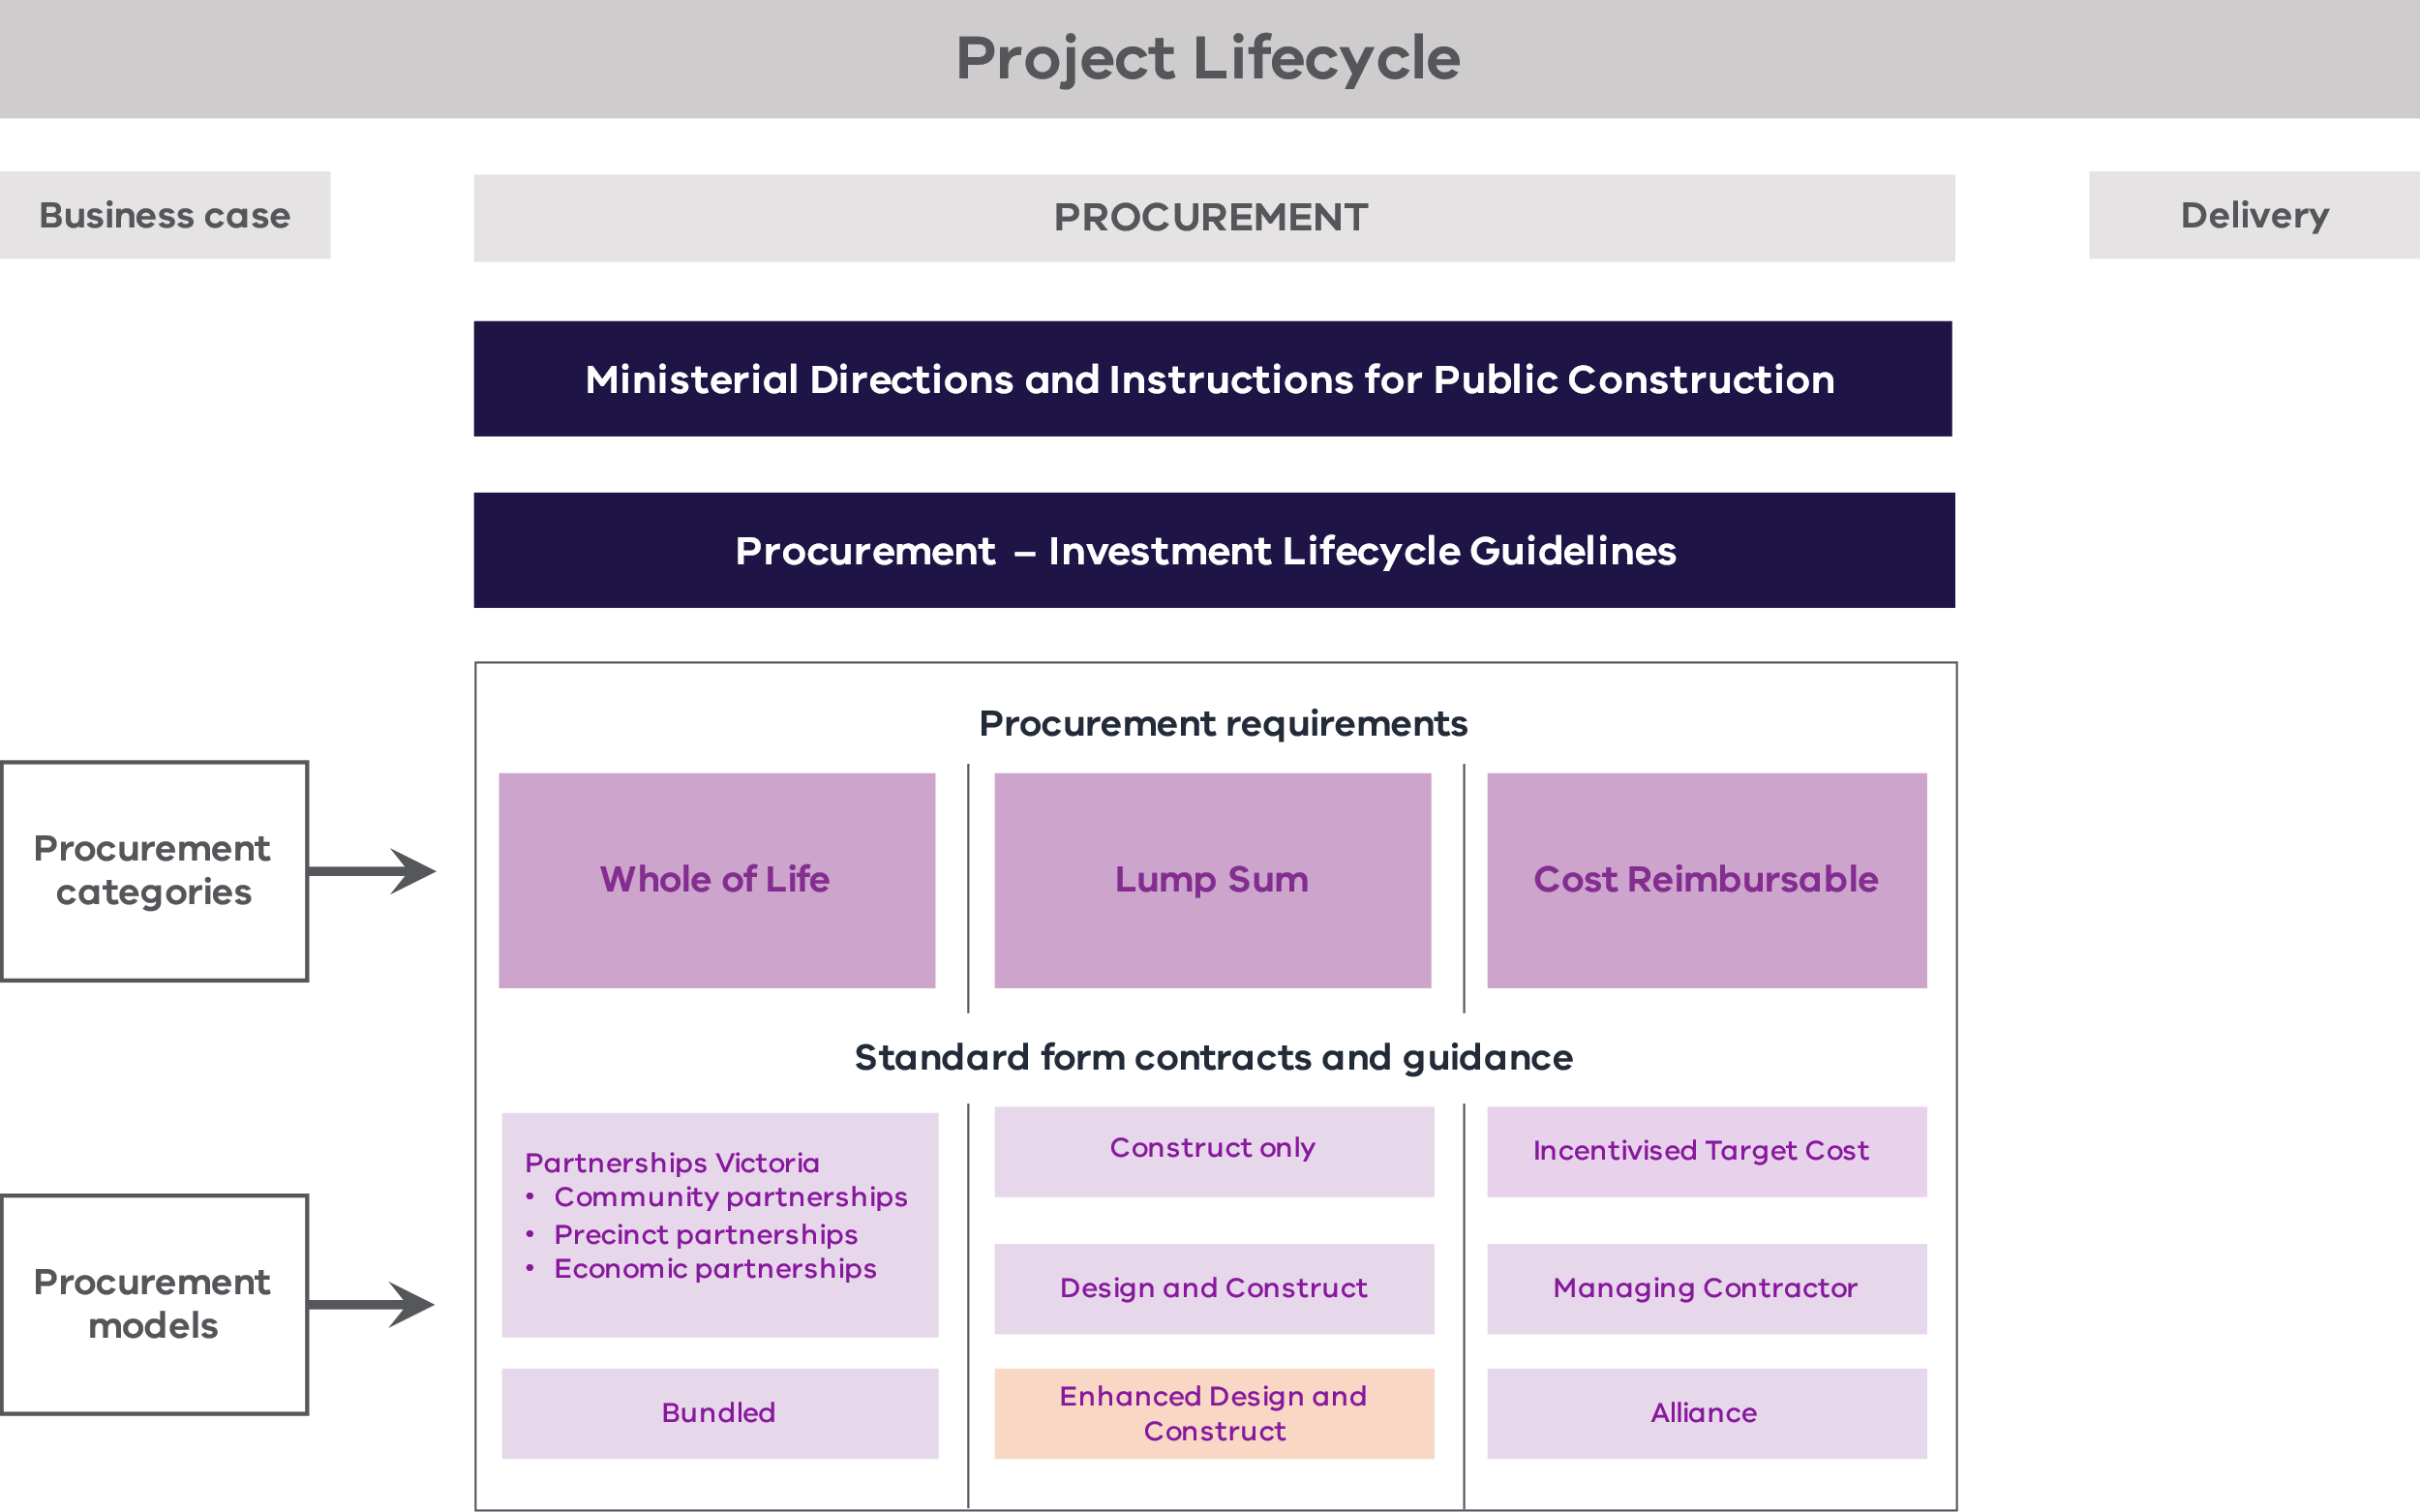 Project Lifecycle
Business case
PROCUREMENT
Delivery
Ministerial Directions and Instructions for Public Construction
Procurement – Investment Lifecycle Guidelines
Procurement requirements
Procurement
categories
Whole of Life
Lump Sum
Cost Reimbursable
Standard form contracts and guidance
Procurement
models
Partnerships Victoria
• Community partnerships
• Precinct partnerships
• Economic partnerships
Bundled
Construct only
Design and Construct
Enhanced Design and
Construct
Incentivised Target Cost
Managing Contractor
Alliance